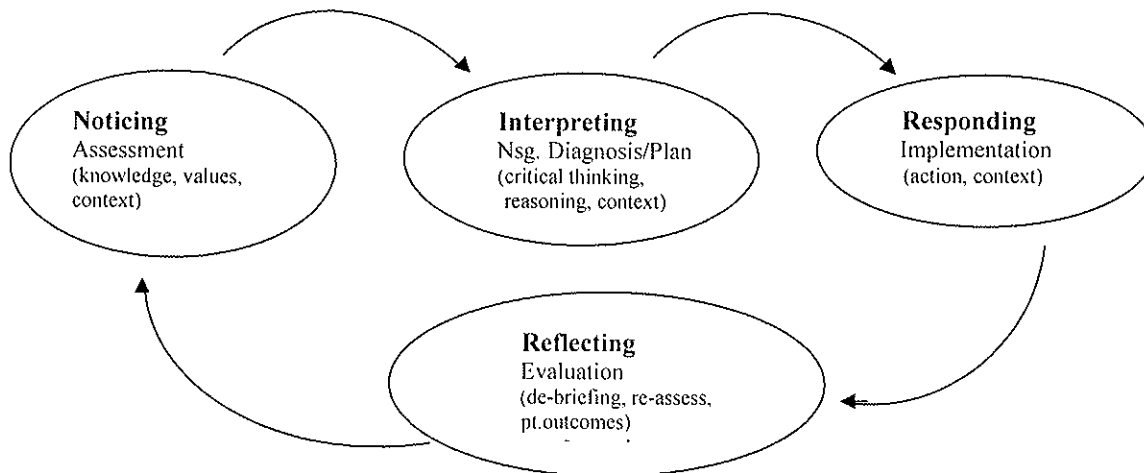 Noticing
Assessment
(knowledge, values,
context)
Interpreting
Nsg. Diagnosis/Plan
(critical thinking,
reasoning, context)
Responding
Implementation
(action, context)
Reflecting
Evaluation
(de-briefing, re-assess,
pt.outcomes)